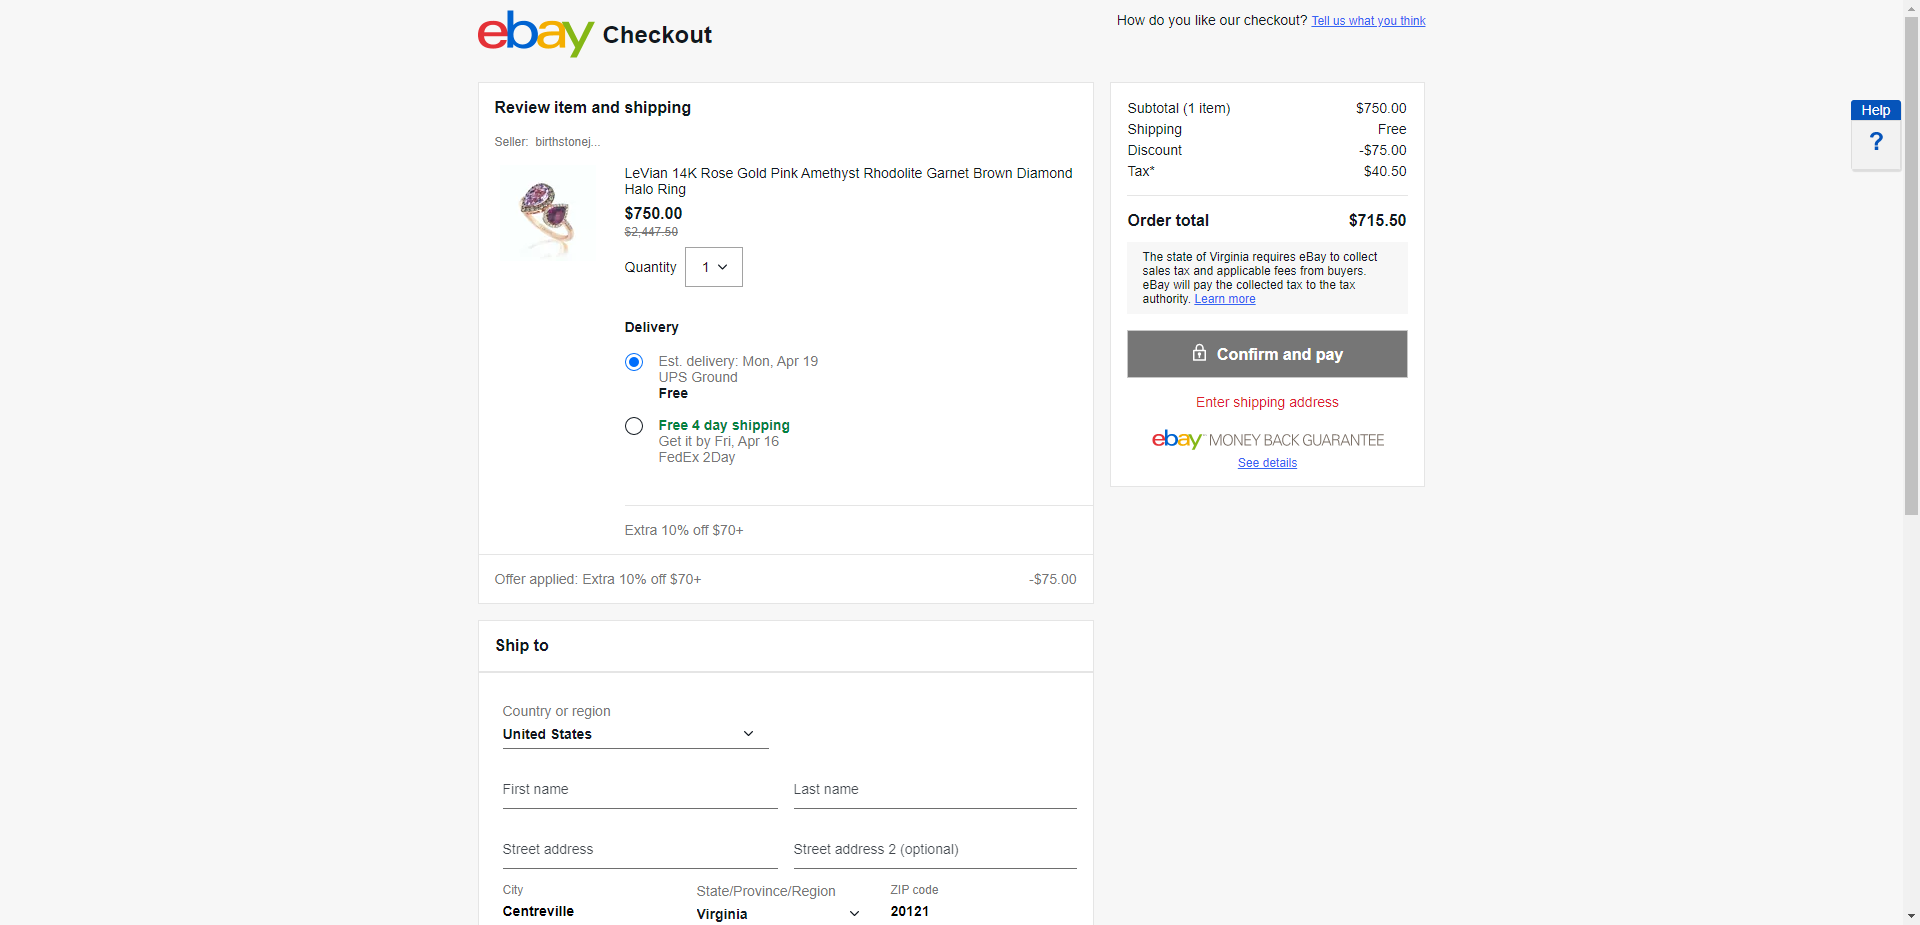 ebay Checkout
How do you like our checkout? Tell us what you think
Review item and shipping
Seller: birthstonej...
LeVian 14K Rose Gold Pink Amethyst Rhodolite Garnet Brown Diamond
Halo Ring
$750.00
$2,447.50
Quantity 1
Delivery
Est. delivery: Mon, Apr 19
UPS Ground
Free
Free 4 day shipping
Get it by Fri, Apr 16
FedEx 2Day
Extra 10% off $70+
Offer applied: Extra 10% off $70+ -$75.00
Subtotal (1 item) $750.00
Shipping Free
Discount -$75.00
Tax* $40.50
Order total $715.50
The state of Virginia requires eBay to collect
sales tax and applicable fees from buyers.
eBay will pay the collected tax to the tax
authority. Learn more
Confirm and pay
Enter shipping address
ebay MONEY BACK GUARANTEE
See details
Help
?
Ship to
Country or region
United States
First name Last name
Street address Street address 2 (optional)
City State/Province/Region ZIP code
Centreville Virginia 20121